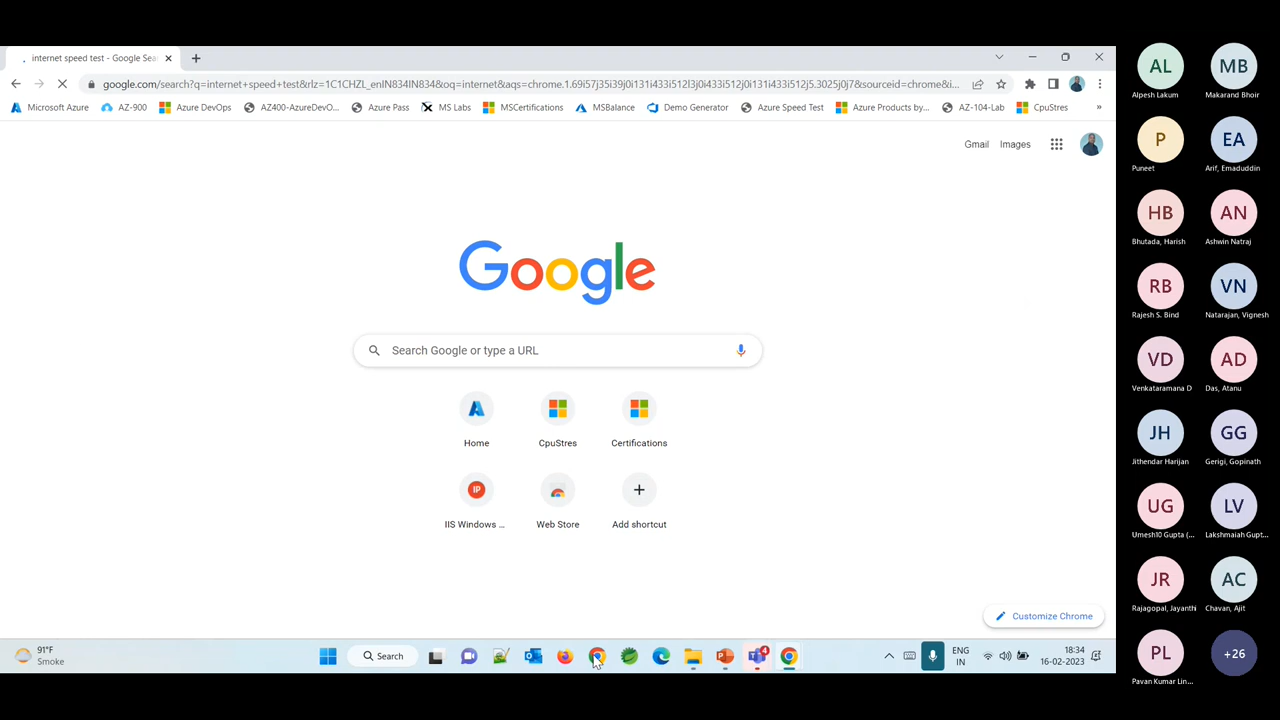 internet speed test - Google Sea
google.com/search?q=internet+speed+test&rlz=1C1CHZL_enIN834IN834&oq=internet&aqs=chrome.1.69i57j35i39j0i131i433i512l3j0i433i512j0i131i433i512j5.3025j0j7&sourceid=chrome&i...
Microsoft Azure AZ-900 Azure DevOps AZ400-AzureDevO... Azure Pass MS Labs MSCertifications MSBalance Demo Generator Azure Speed Test Azure Products by... AZ-104-Lab CpuStres »
Gmail Images
Google
Search Google or type a URL
Home CpuStres Certifications
IP
IIS Windows ... Web Store Add shortcut
Customize Chrome
91°F
Smoke
Search
4
ENG
IN
18:34
16-02-2023
AL MB
Alpesh Lakum Makarand Bhoir
P EA
Puneet Arif, Emaduddin
HB AN
Bhutada, Harish Ashwin Natraj
RB VN
Rajesh S. Bind Natarajan, Vignesh
VD AD
Venkataramana D Das, Atanu
JH GG
Jithendar Harijan Gerigi, Gopinath
UG LV
Umesh10 Gupta (... Lakshmaiah Gupt...
JR AC
Rajagopal, Jayanthi Chavan, Ajit
PL +26
Pavan Kumar Lin...